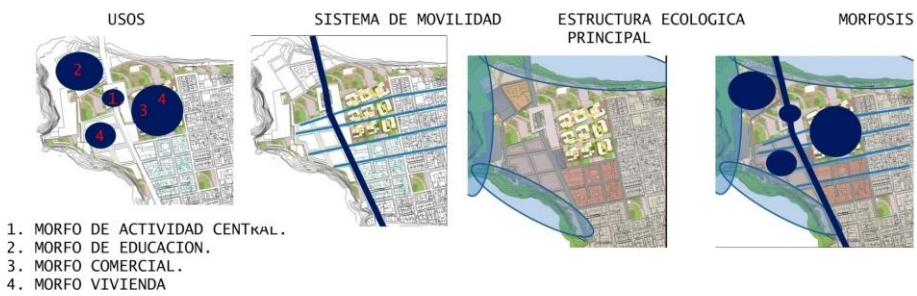 USOS
SISTEMA DE MOVILIDAD
ESTRUCTURA ECOLOGICA
PRINCIPAL
MORFOSIS
2
1
3
4
4
1. MORFO DE ACTIVIDAD CENTRAL.
2. MORFO DE EDUCACION.
3. MORFO COMERCIAL.
4. MORFO VIVIENDA